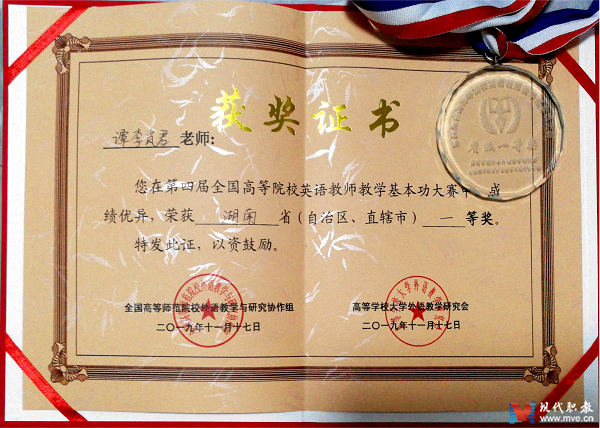 获奖证书
谭李肖君 老师：
您在第四届全国高等院校英语教师教学基本功大赛中，成
绩优异，荣获 湖南 省（自治区、直辖市） 一 等奖。
特发此证，以资鼓励。
全国高等师范院校外语教学与研究协作组
二〇一九年十一月十七日
高等学校大学外语教学研究会
二〇一九年十一月十七日
省级一等奖
现代职教
www.mve.cn